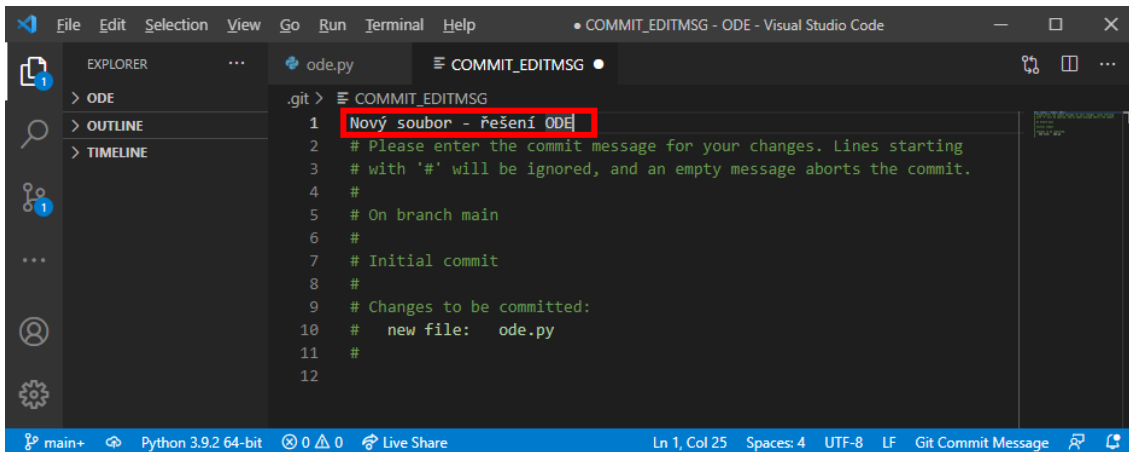 File Edit Selection View Go Run Terminal Help ● COMMIT_EDITMSG - ODE - Visual Studio Code
EXPLORER
ode.py
COMMIT_EDITMSG ●
> ODE
> OUTLINE
> TIMELINE
.git > COMMIT_EDITMSG
1 Nový soubor - řešení ODE
2 # Please enter the commit message for your changes. Lines starting
3 # with '#' will be ignored, and an empty message aborts the commit.
4 #
5 # On branch main
6 #
7 # Initial commit
8 #
9 # Changes to be committed:
10 # new file: ode.py
11 #
12
1
1
main+ Python 3.9.2 64-bit 0 0 Live Share Ln 1, Col 25 Spaces: 4 UTF-8 LF Git Commit Message